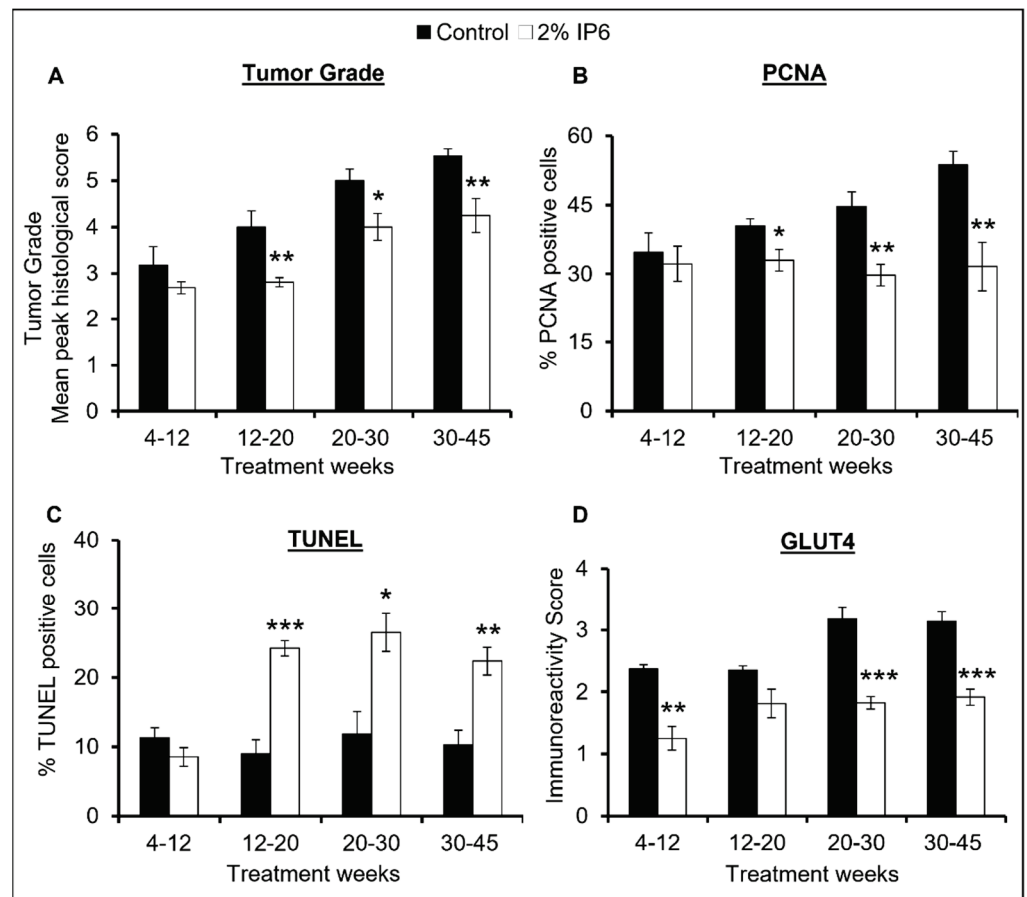 Control 2% IP6
A Tumor Grade
Tumor Grade
Mean peak histological score
6
5
4
3
2
1
0
**
*
**
4-12 12-20 20-30 30-45
Treatment weeks
B PCNA
% PCNA positive cells
60
45
30
15
0
*
**
**
4-12 12-20 20-30 30-45
Treatment weeks
C TUNEL
% TUNEL positive cells
40
30
20
10
0
***
*
**
4-12 12-20 20-30 30-45
Treatment weeks
D GLUT4
Immunoreactivity Score
4
3
2
1
0
**
***
***
4-12 12-20 20-30 30-45
Treatment weeks